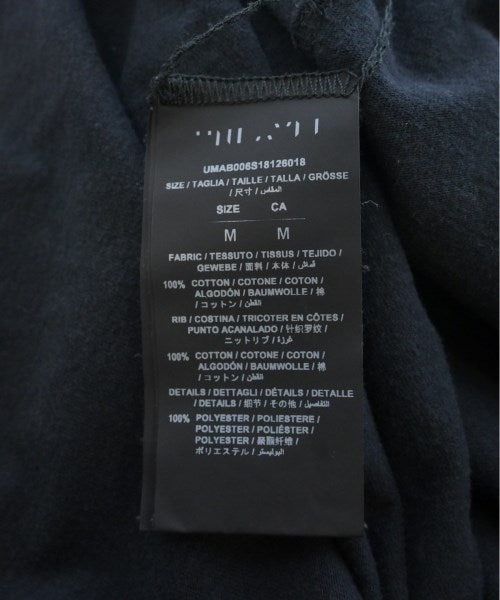 UMAB006S18126018
SIZE / TAGLIA / TAILLE / TALLA / GRÖSSE
/ 尺寸 / المقاس
SIZE CA
M M
FABRIC / TESSUTO / TISSUS / TEJIDO /
GEWEBE / 面料 / 本体 / قماش
100% COTTON / COTONE / COTON /
ALGODÓN / BAUMWOLLE / 棉
/ コットン / القطن
RIB / COSTINA / TRICOTER EN CÔTES /
PUNTO ACANALADO / 针织罗纹 /
ニットリブ / غرزة
100% COTTON / COTONE / COTON /
ALGODÓN / BAUMWOLLE / 棉
/ コットン / القطن
DETAILS / DETTAGLI / DÉTAILS / DETALLE
/ DETAILS / 细节 / その他 / التفاصيل
100% POLYESTER / POLIESTERE /
POLYESTER / POLIÉSTER /
POLYESTER / 聚酯纤维 /
ポリエステル / البوليستر